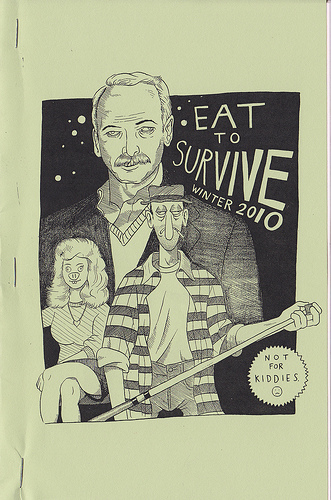 EAT
TO
SURVIVE
WINTER 2010
NOT
FOR
KIDDIES.